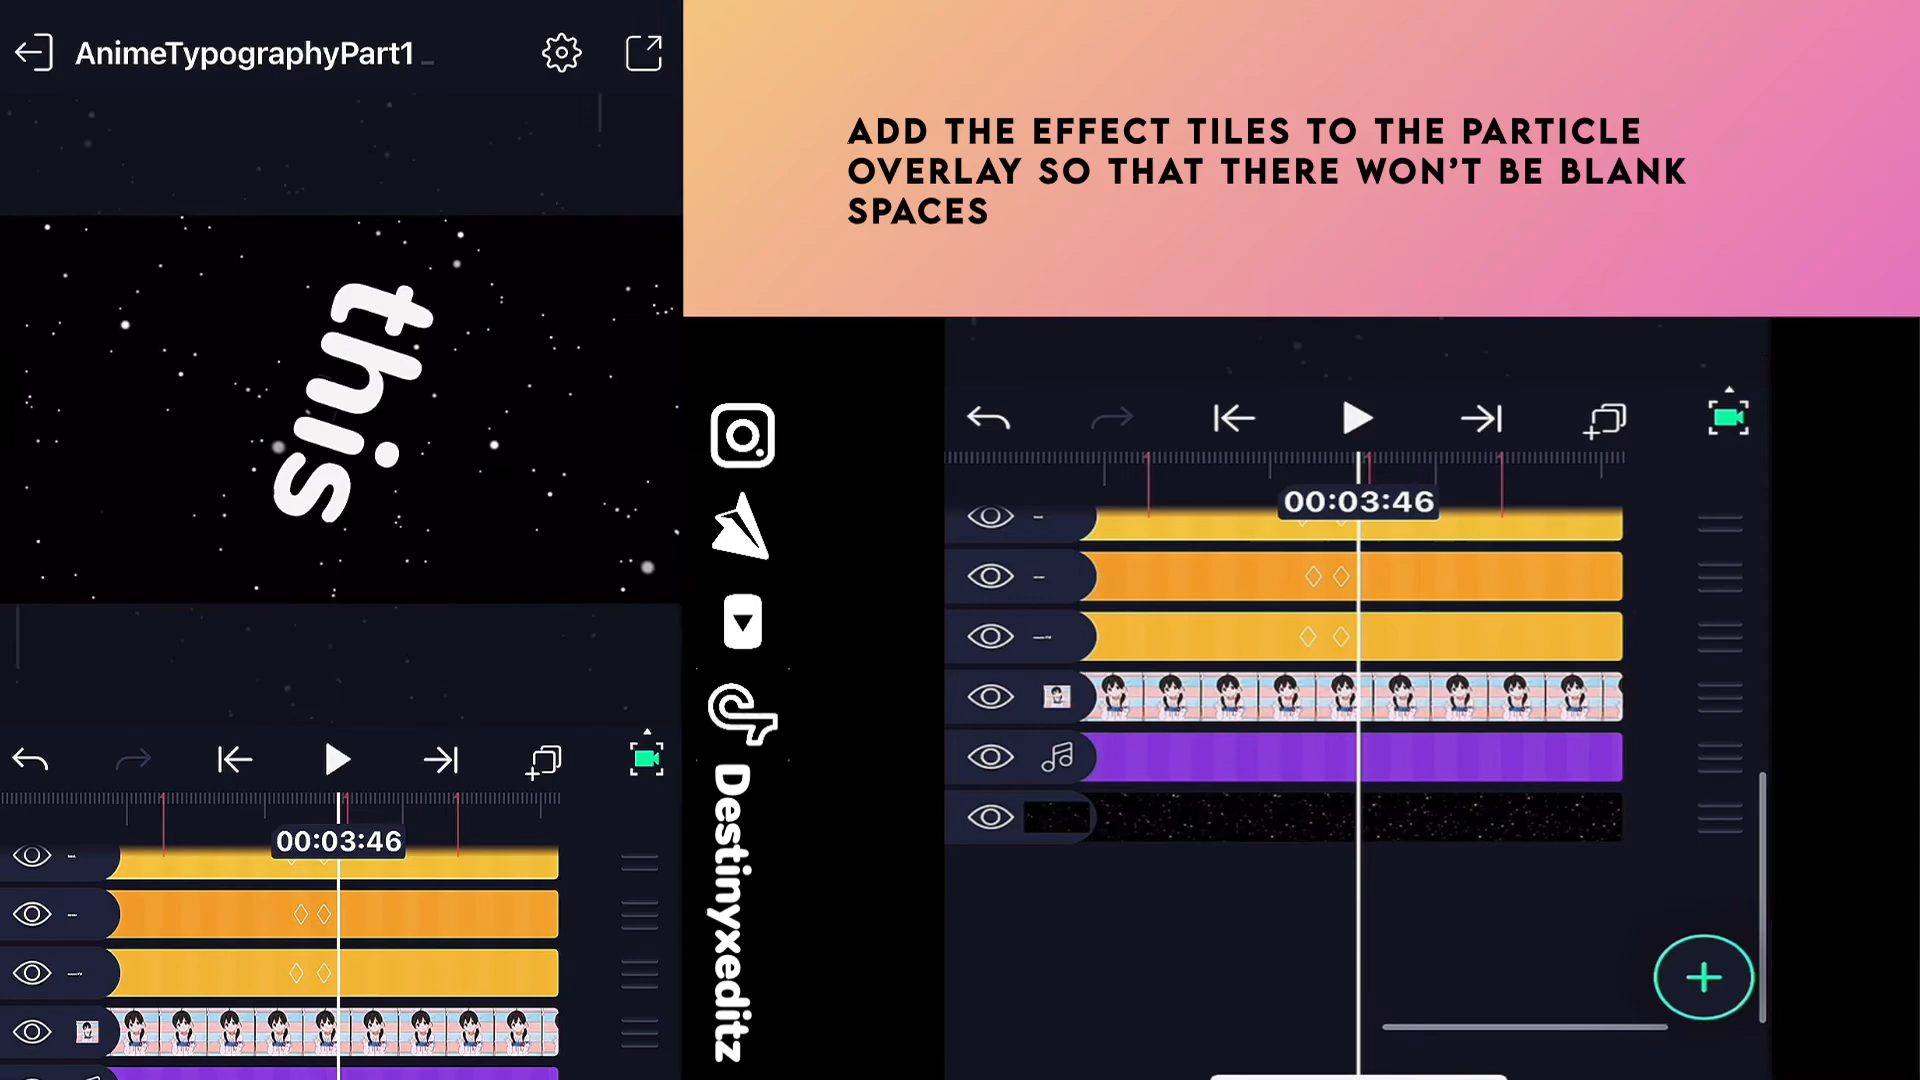 AnimeTypographyPart1
ADD THE EFFECT TILES TO THE PARTICLE
OVERLAY SO THAT THERE WON'T BE BLANK
SPACES
this
Destinyxeditz
00:03:46
00:03:46